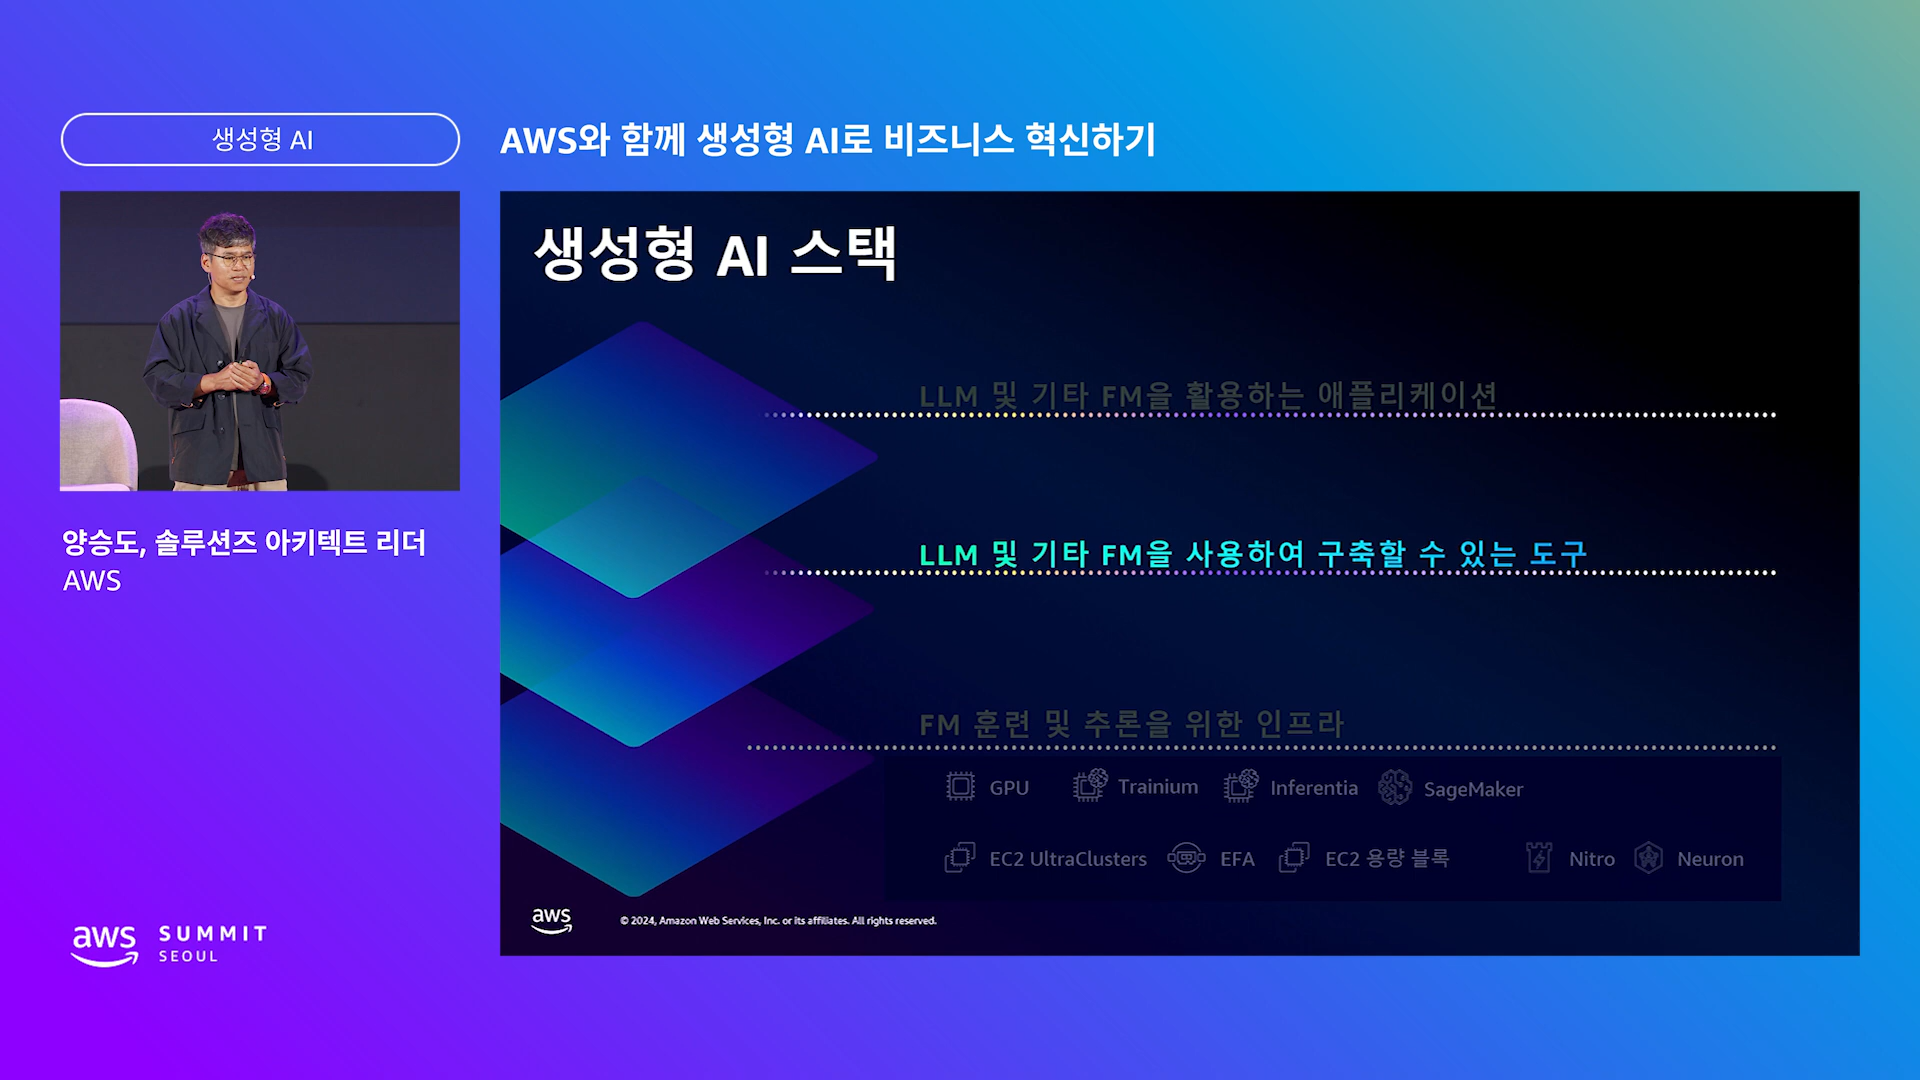 생성형 AI
AWS와 함께 생성형 AI로 비즈니스 혁신하기
양승도, 솔루션즈 아키텍트 리더
AWS
aws SUMMIT
SEOUL
생성형 AI 스택
LLM 및 기타 FM을 활용하는 애플리케이션
LLM 및 기타 FM을 사용하여 구축할 수 있는 도구
FM 훈련 및 추론을 위한 인프라
GPU Trainium Inferentia SageMaker
EC2 UltraClusters EFA EC2 용량 블록 Nitro Neuron
aws © 2024, Amazon Web Services, Inc. or its affiliates. All rights reserved.